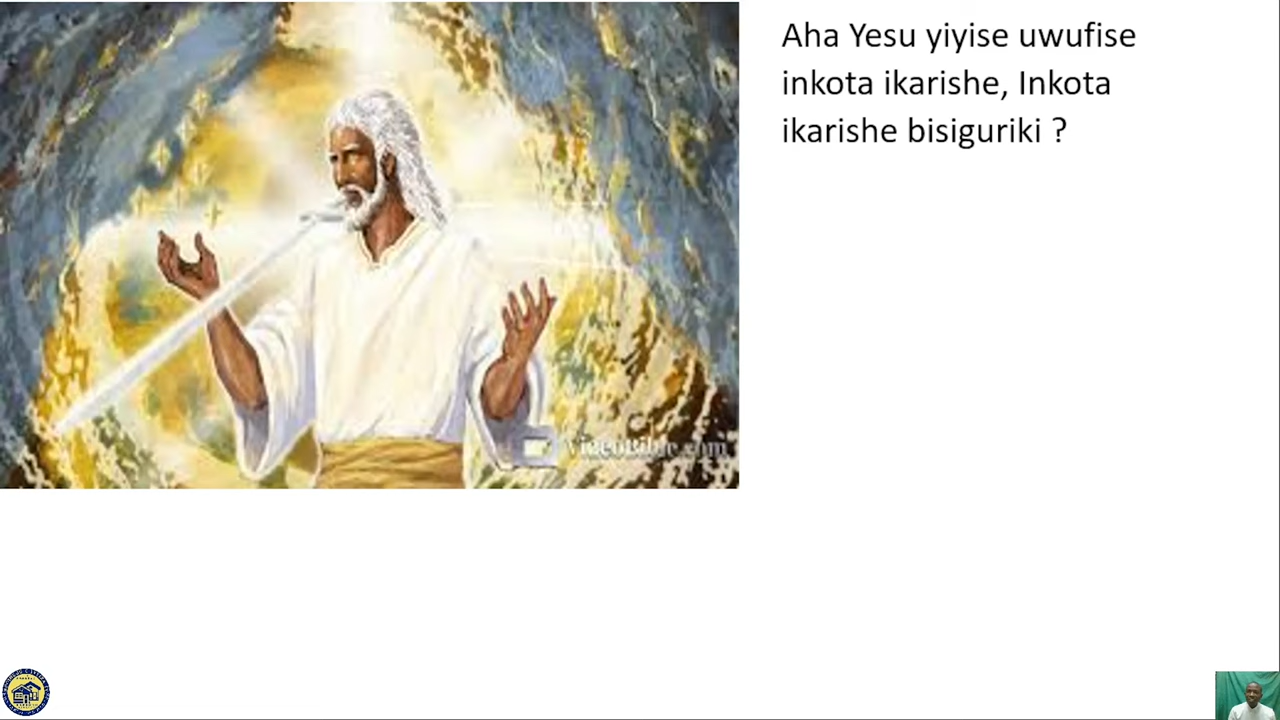 Aha Yesu yiyise uwufise
inkota ikarishe, Inkota
ikarishe bisiguriki ?